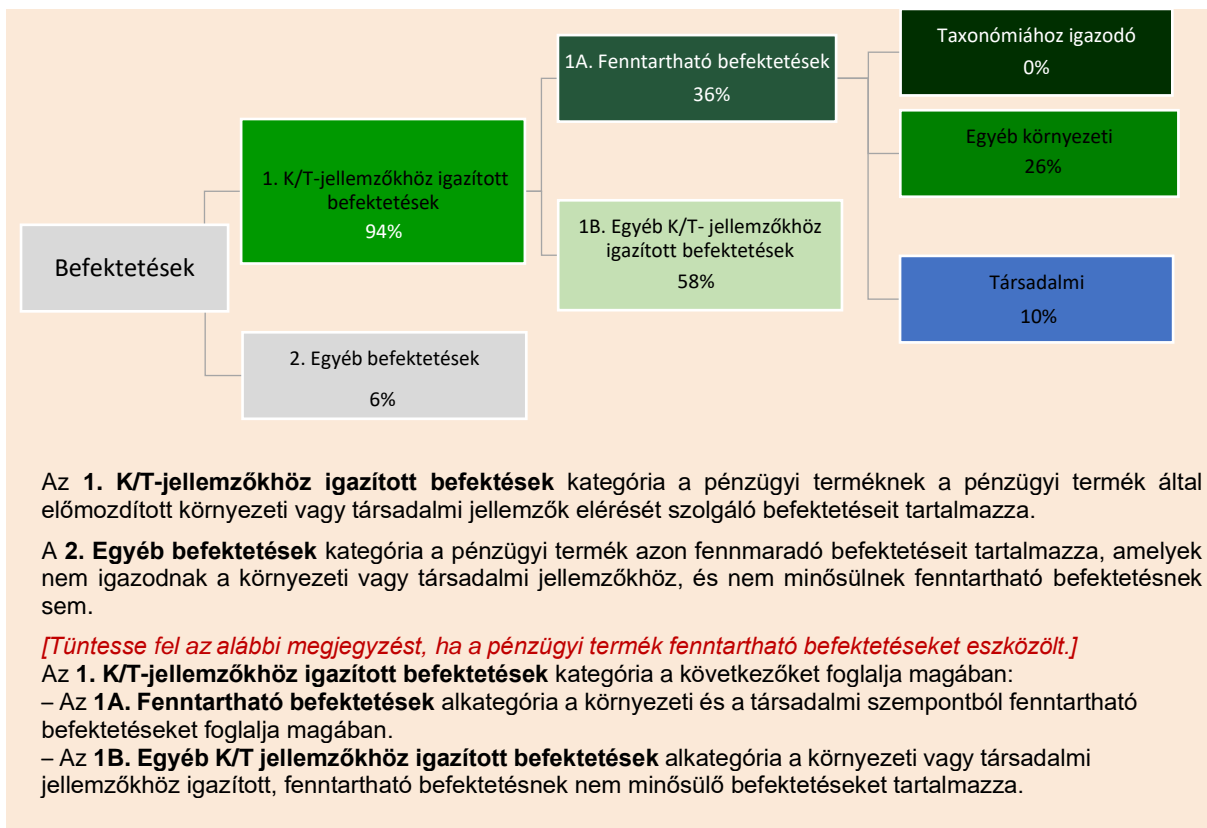 Befektetések
1. K/T-jellemzőkhöz igazított
befektetések
94%
2. Egyéb befektetések
6%
1A. Fenntartható befektetések
36%
1B. Egyéb K/T- jellemzőkhöz
igazított befektetések
58%
Taxonómiához igazodó
0%
Egyéb környezeti
26%
Társadalmi
10%
Az 1. K/T-jellemzőkhöz igazított befektések kategória a pénzügyi terméknek a pénzügyi termék által
előmozdított környezeti vagy társadalmi jellemzők elérését szolgáló befektetéseit tartalmazza.
A 2. Egyéb befektetések kategória a pénzügyi termék azon fennmaradó befektetéseit tartalmazza, amelyek
nem igazodnak a környezeti vagy társadalmi jellemzőkhöz, és nem minősülnek fenntartható befektetésnek
sem.
[Tüntesse fel az alábbi megjegyzést, ha a pénzügyi termék fenntartható befektetéseket eszközölt.]
Az 1. K/T-jellemzőkhöz igazított befektetések kategória a következőket foglalja magában:
– Az 1A. Fenntartható befektetések alkategória a környezeti és a társadalmi szempontból fenntartható
befektetéseket foglalja magában.
– Az 1B. Egyéb K/T jellemzőkhöz igazított befektetések alkategória a környezeti vagy társadalmi
jellemzőkhöz igazított, fenntartható befektetésnek nem minősülő befektetéseket tartalmazza.